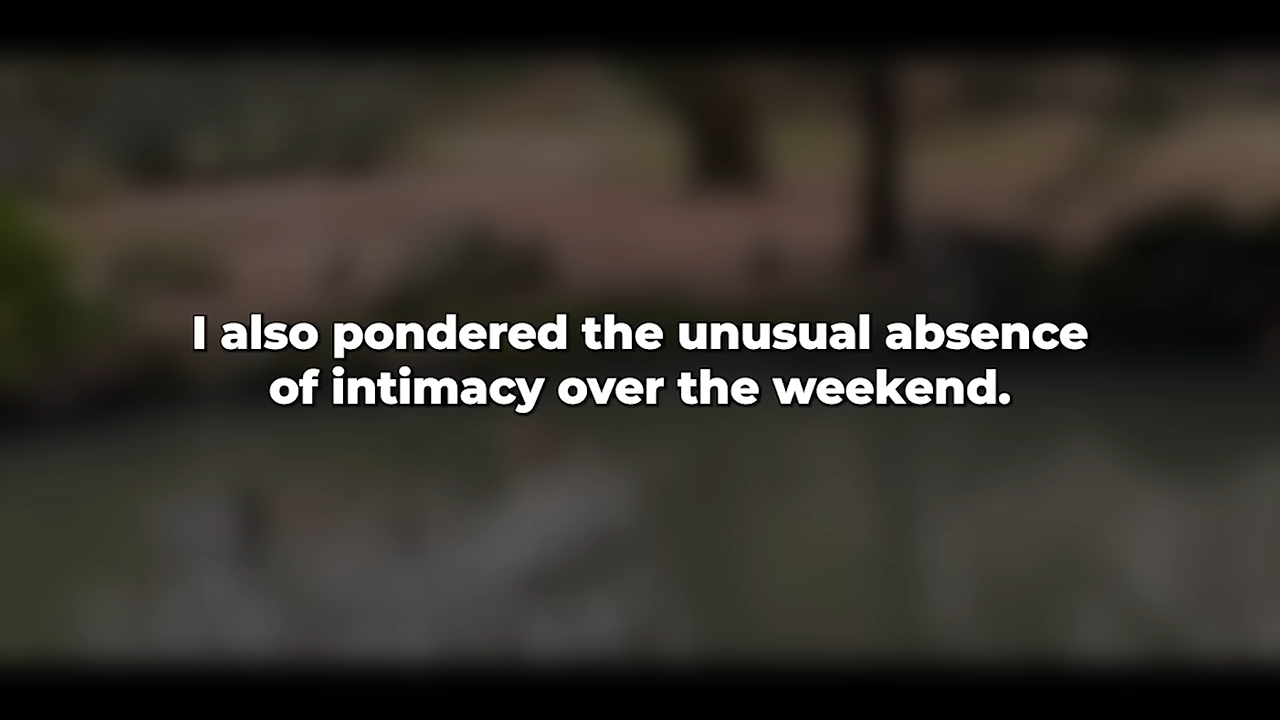 I also pondered the unusual absence
of intimacy over the weekend.